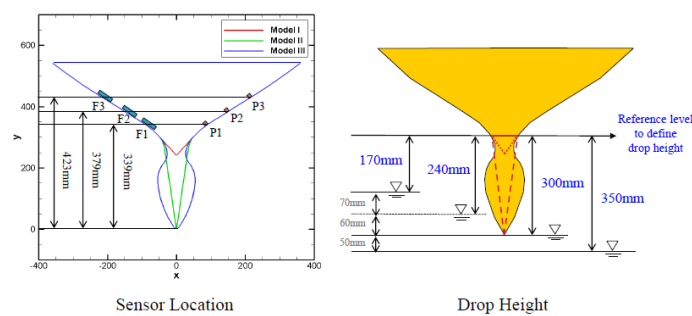 600
400
200
0
y
-400
-200
0
200
400
x
Model I
Model II
Model III
F3
F2
F1
P3
P2
P1
423mm
379mm
339mm
Sensor Location
Reference level
to define
drop height
170mm
240mm
300mm
350mm
70mm
60mm
50mm
Drop Height